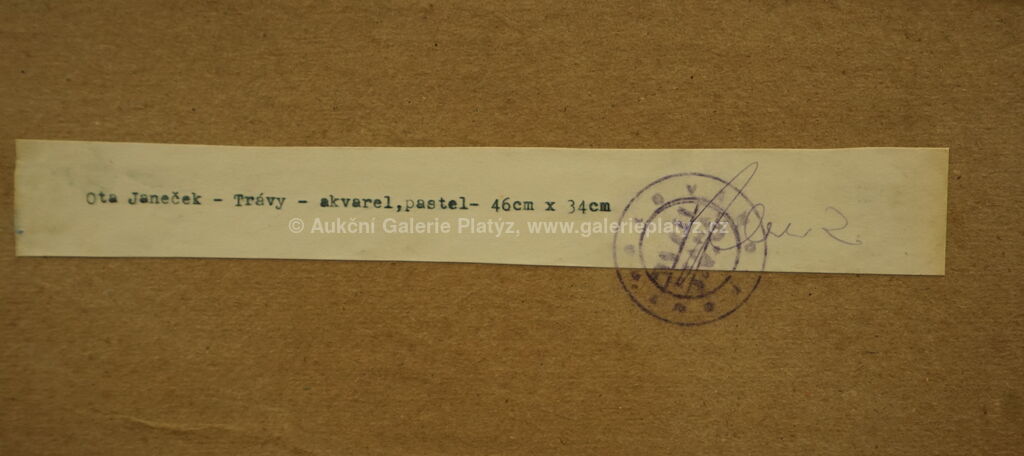 Ota Janeček - Trávy - akvarel,pastel- 46cm x 34cm
© Aukční Galerie Platýz, www.galerieplatyz.cz